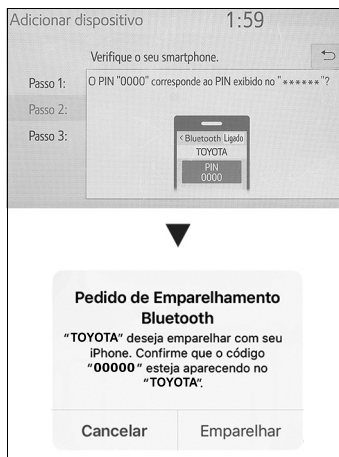 Adicionar dispositivo 1:59
Verifique o seu smartphone.
Passo 1:
O PIN "0000" corresponde ao PIN exibido no "******"?
Passo 2:
Passo 3:
Bluetooth Ligado
TOYOTA
PIN
0000
Pedido de Emparelhamento
Bluetooth
"TOYOTA" deseja emparelhar com seu
iPhone. Confirme que o código
"00000" esteja aparecendo no
"TOYOTA".
Cancelar Emparelhar